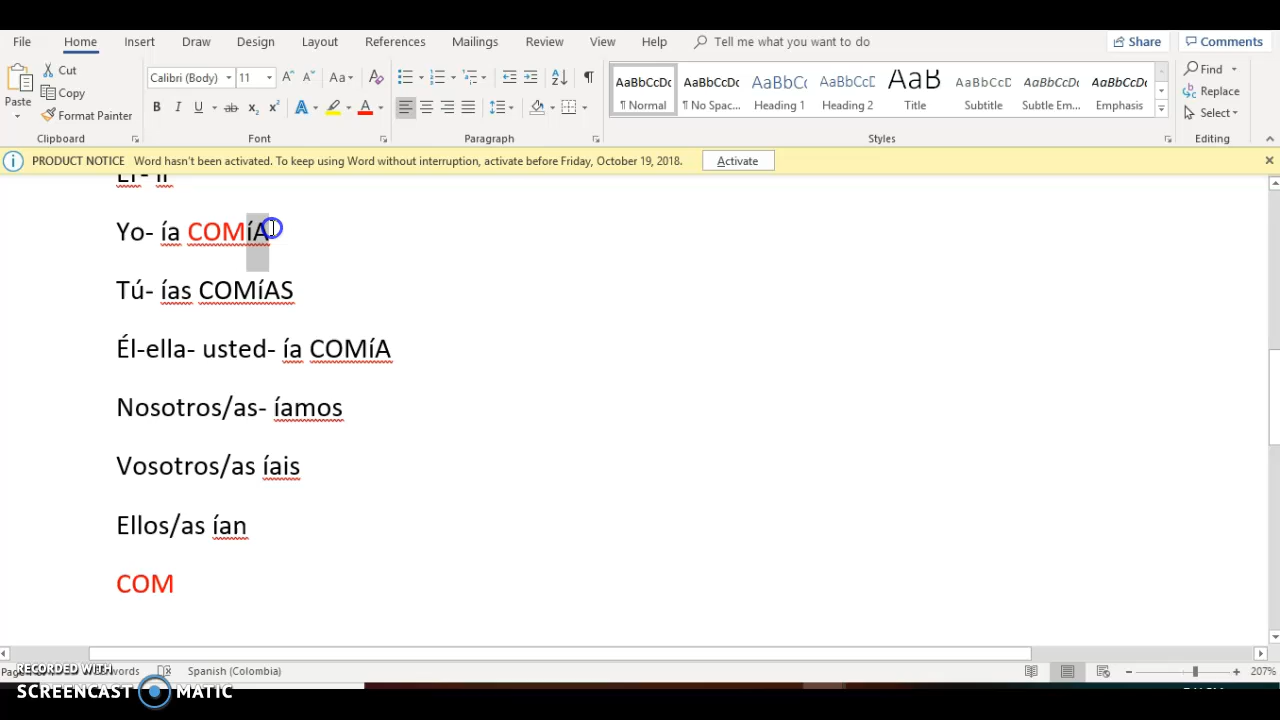 File Home Insert Draw Design Layout References Mailings Review View Help Tell me what you want to do Share Comments
Paste Cut Copy Format Painter
Calibri (Body) 11 Aa
B I U ab x₂ x² A A
AaBbCcDc AaBbCcDc AaBbCc AaBbCcD AaB AaBbCcDc AaBbCcDc AaBbCcDc
¶ Normal ¶ No Spac... Heading 1 Heading 2 Title Subtitle Subtle Em... Emphasis
Find Replace Select
Clipboard Font Paragraph Styles Editing
PRODUCT NOTICE Word hasn't been activated. To keep using Word without interruption, activate before Friday, October 19, 2018. Activate
Yo- ía COMíA
Tú- ías COMíAS
Él-ella- usted- ía COMíA
Nosotros/as- íamos
Vosotros/as íais
Ellos/as ían
COM
Spanish (Colombia) 207%
RECORDED WITH
SCREENCAST MATIC